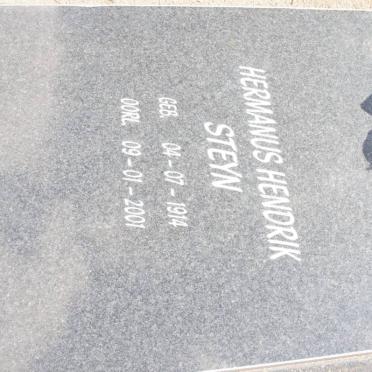 HERMANUS HENDRIK
STEYN
GEB. 04-07-1914
OORL. 09-01-2001